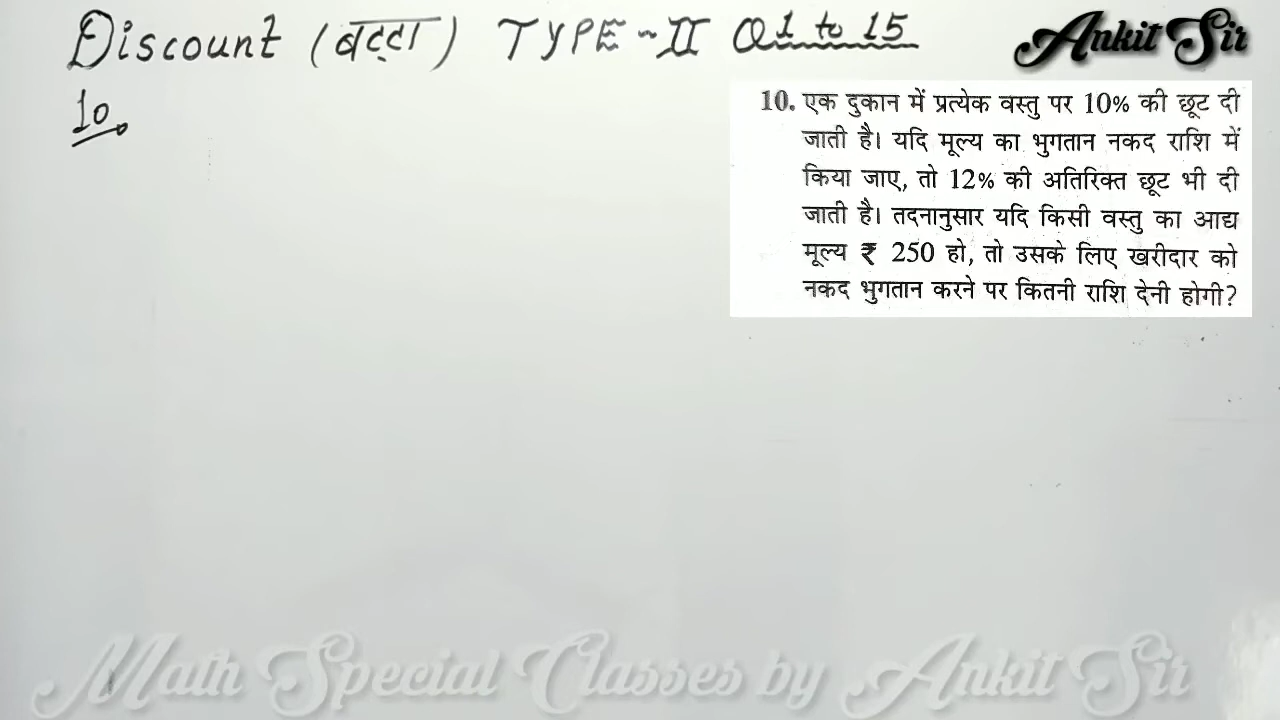 Discount (बट्टा) TYPE-II Q1 to 15
Ankit Sir
10
10. एक दुकान में प्रत्येक वस्तु पर 10% की छूट दी
जाती है। यदि मूल्य का भुगतान नकद राशि में
किया जाए, तो 12% की अतिरिक्त छूट भी दी
जाती है। तदनानुसार यदि किसी वस्तु का आद्य
मूल्य ₹ 250 हो, तो उसके लिए खरीदार को
नकद भुगतान करने पर कितनी राशि देनी होगी?
Math Special Classes by Ankit Sir